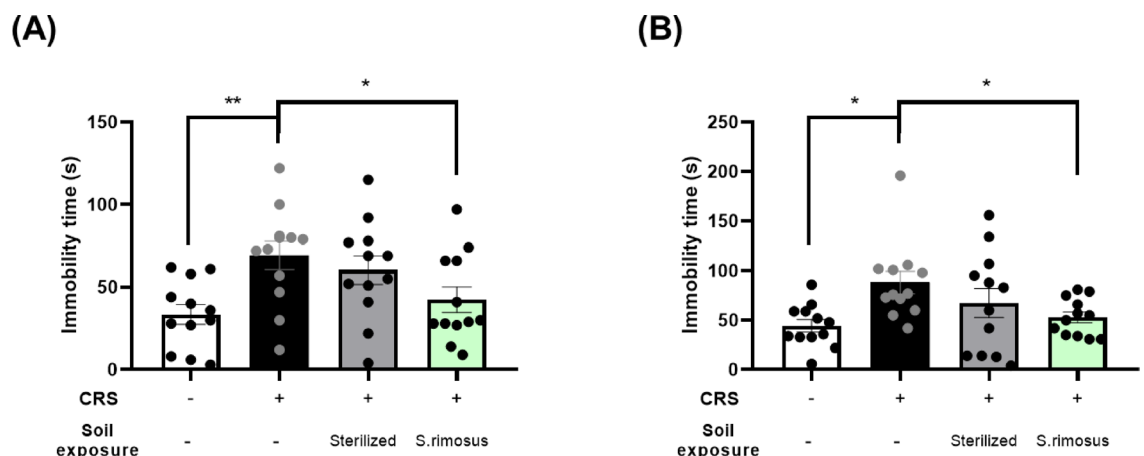 (A)
(B)
** *
* *
Immobility time (s)
150
100
50
0
Immobility time (s)
250
200
150
100
50
0
CRS - + + +
CRS - + + +
Soil exposure - - Sterilized S.rimosus
Soil exposure - - Sterilized S.rimosus